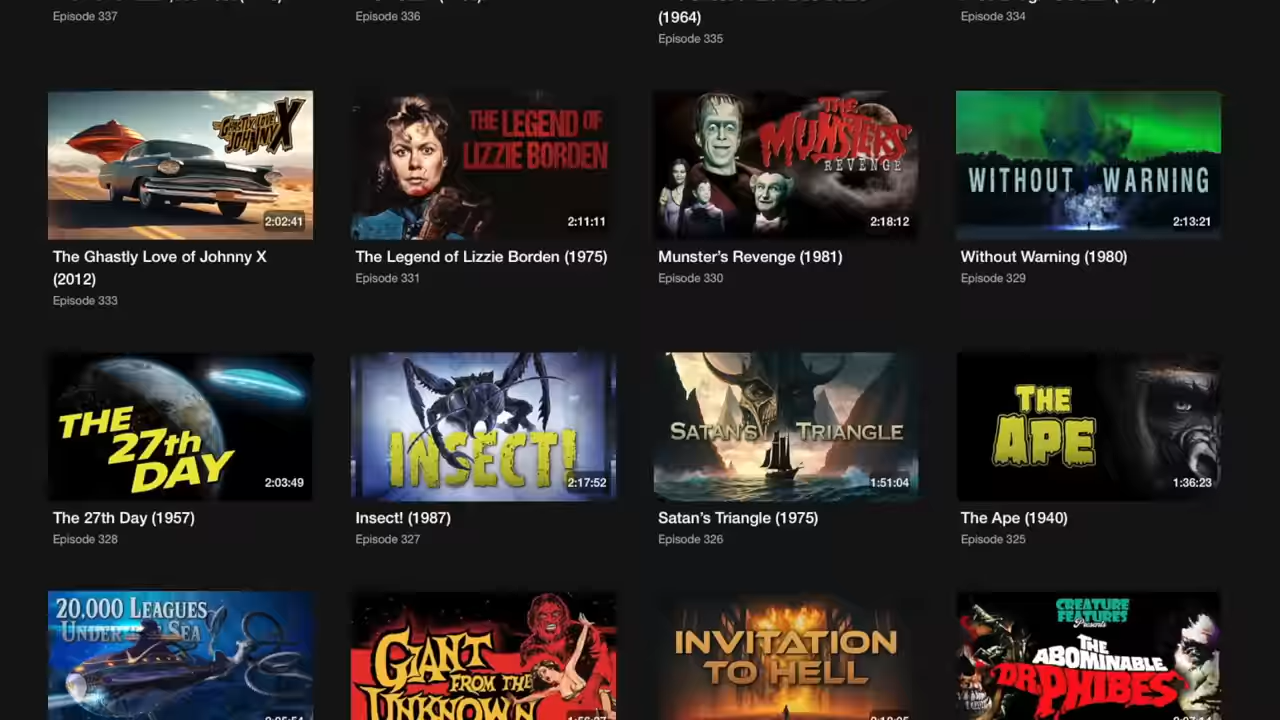 (1964)
Episode 337
Episode 336
Episode 335
Episode 334
THE GHASTLY LOVE OF JOHNNY X
2:02:41
THE LEGEND OF
LIZZIE BORDEN
2:11:11
THE
MUNSTERS'
REVENGE
2:18:12
WITHOUT WARNING
2:13:21
The Ghastly Love of Johnny X
(2012)
Episode 333
The Legend of Lizzie Borden (1975)
Episode 331
Munster’s Revenge (1981)
Episode 330
Without Warning (1980)
Episode 329
THE
27th
DAY
2:03:49
INSECT!
2:17:52
SATAN'S TRIANGLE
1:51:04
THE
APE
1:36:23
The 27th Day (1957)
Episode 328
Insect! (1987)
Episode 327
Satan’s Triangle (1975)
Episode 326
The Ape (1940)
Episode 325
20,000 LEAGUES
UNDER THE SEA
GIANT
FROM THE
UNKNOWN
INVITATION
TO HELL
CREATURE
FEATURES
Presents
THE
ABOMINABLE
DR PHIBES